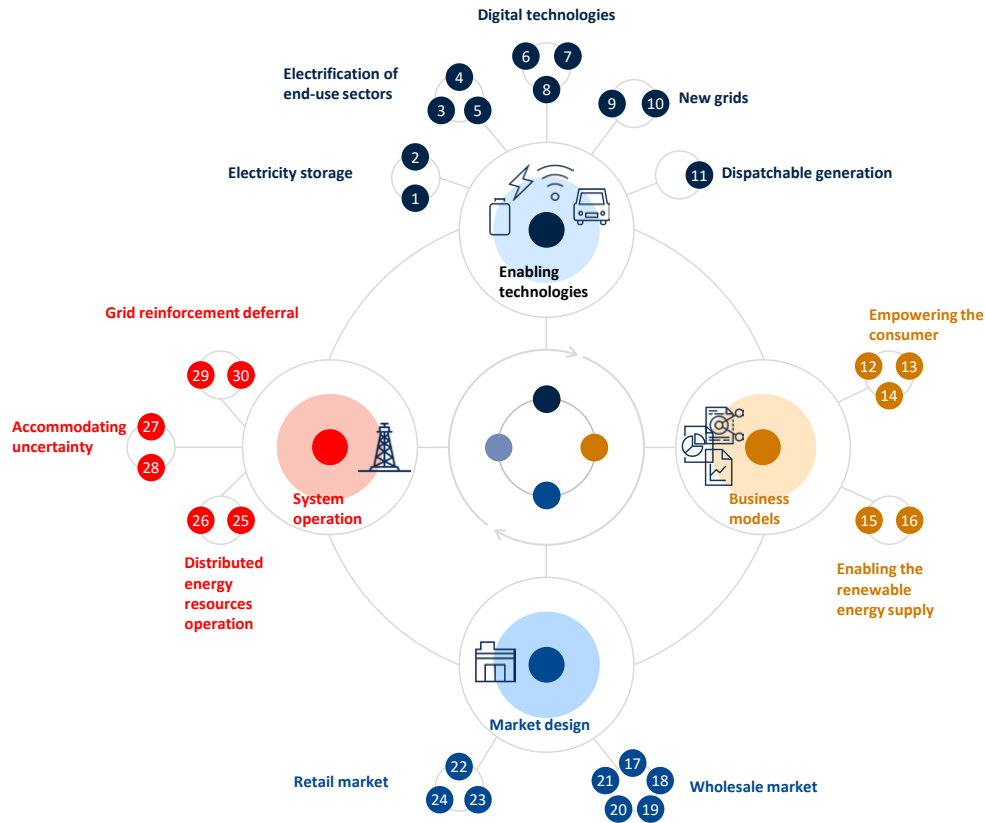 Digital technologies
6
7
8
Electrification of
end-use sectors
4
3
5
New grids
9
10
Electricity storage
2
1
Dispatchable generation
11
Enabling
technologies
Grid reinforcement deferral
29
30
Accommodating
uncertainty
27
28
26
25
Distributed
energy
resources
operation
System
operation
Empowering the
consumer
12
13
14
Business
models
15
16
Enabling the
renewable
energy supply
Market design
Retail market
22
24
23
Wholesale market
17
21
18
20
19